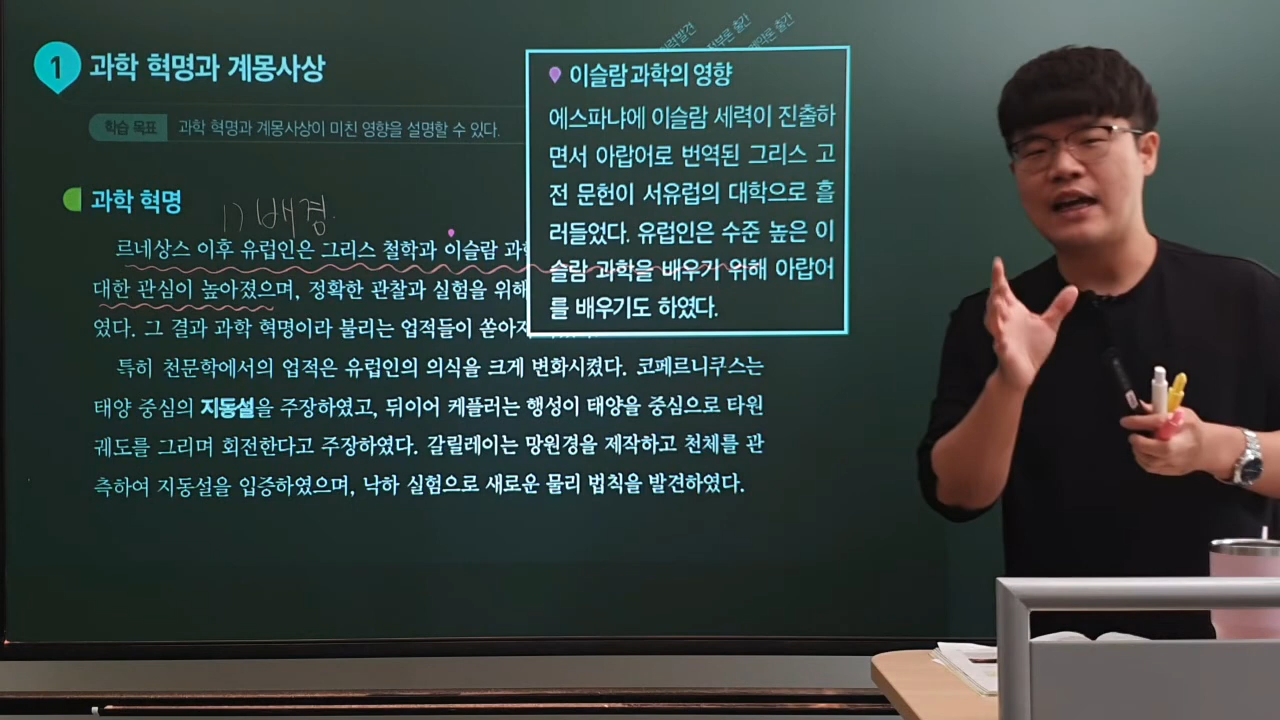 1 과학 혁명과 계몽사상
학습 목표 과학 혁명과 계몽사상이 미친 영향을 설명할 수 있다.
과학 혁명
1) 배경
르네상스 이후 유럽인은 그리스 철학과 이슬람
대한 관심이 높아졌으며, 정확한 관찰과 실험을
였다. 그 결과 과학 혁명이라 불리는 업적들이
특히 천문학에서의 업적은 유럽인의 의식을 크게 변화시켰다. 코페르니쿠스는
태양 중심의 지동설을 주장하였고, 뒤이어 케플러는 행성이 태양을 중심으로 타원
궤도를 그리며 회전한다고 주장하였다. 갈릴레이는 망원경을 제작하고 천체를 관
측하여 지동설을 입증하였으며, 낙하 실험으로 새로운 물리 법칙을 발견하였다.
이슬람 과학의 영향
에스파냐에 이슬람 세력이 진출하
면서 아랍어로 번역된 그리스 고
전 문헌이 서유럽의 대학으로 흘
러들었다. 유럽인은 수준 높은 이
슬람 과학을 배우기 위해 아랍어
를 배우기도 하였다.